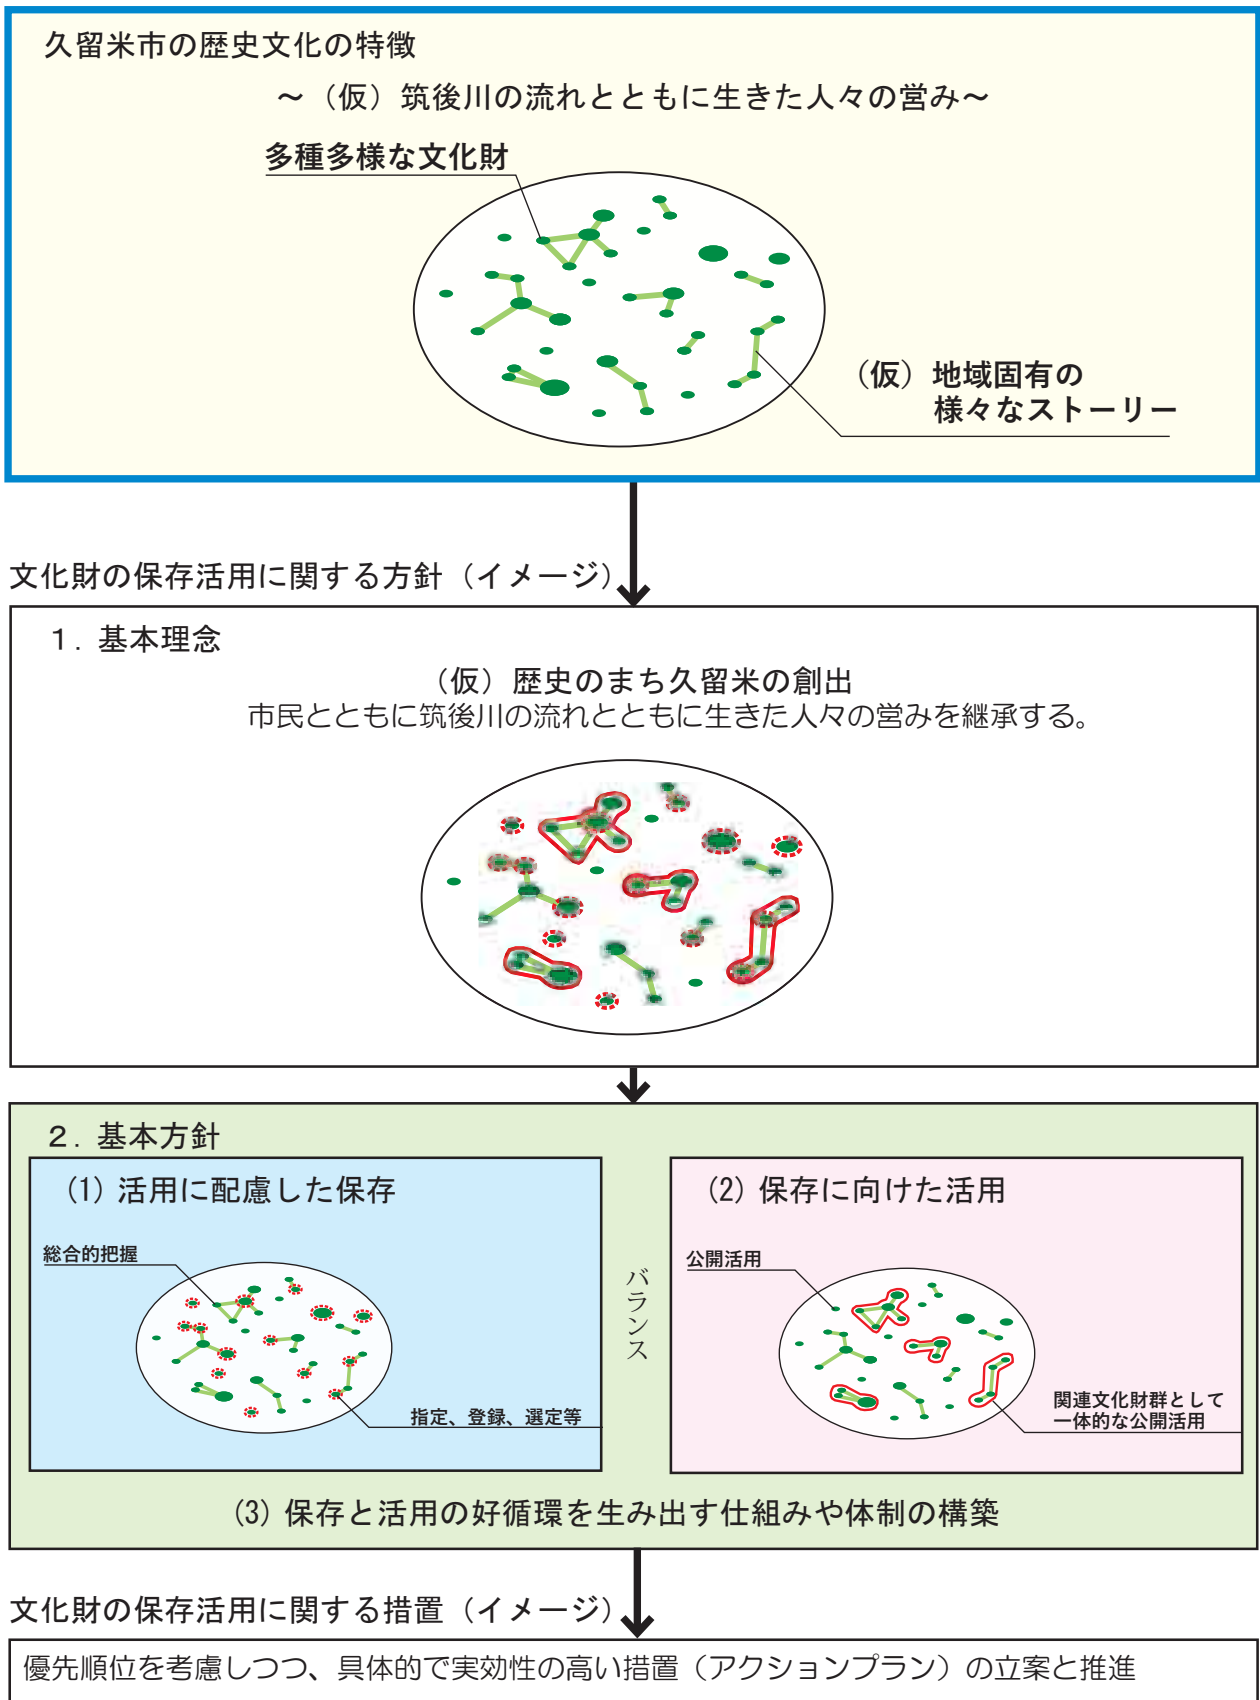 久留米市の歴史文化の特徴
～（仮）筑後川の流れとともに生きた人々の営み～
多種多様な文化財
（仮）地域固有の
様々なストーリー
文化財の保存活用に関する方針（イメージ）
１．基本理念
（仮）歴史のまち久留米の創出
市民とともに筑後川の流れとともに生きた人々の営みを継承する。
２．基本方針
(1) 活用に配慮した保存
総合的把握
指定、登録、選定等
バランス
(2) 保存に向けた活用
公開活用
関連文化財群として
一体的な公開活用
(3) 保存と活用の好循環を生み出す仕組みや体制の構築
文化財の保存活用に関する措置（イメージ）
優先順位を考慮しつつ、具体的で実効性の高い措置（アクションプラン）の立案と推進